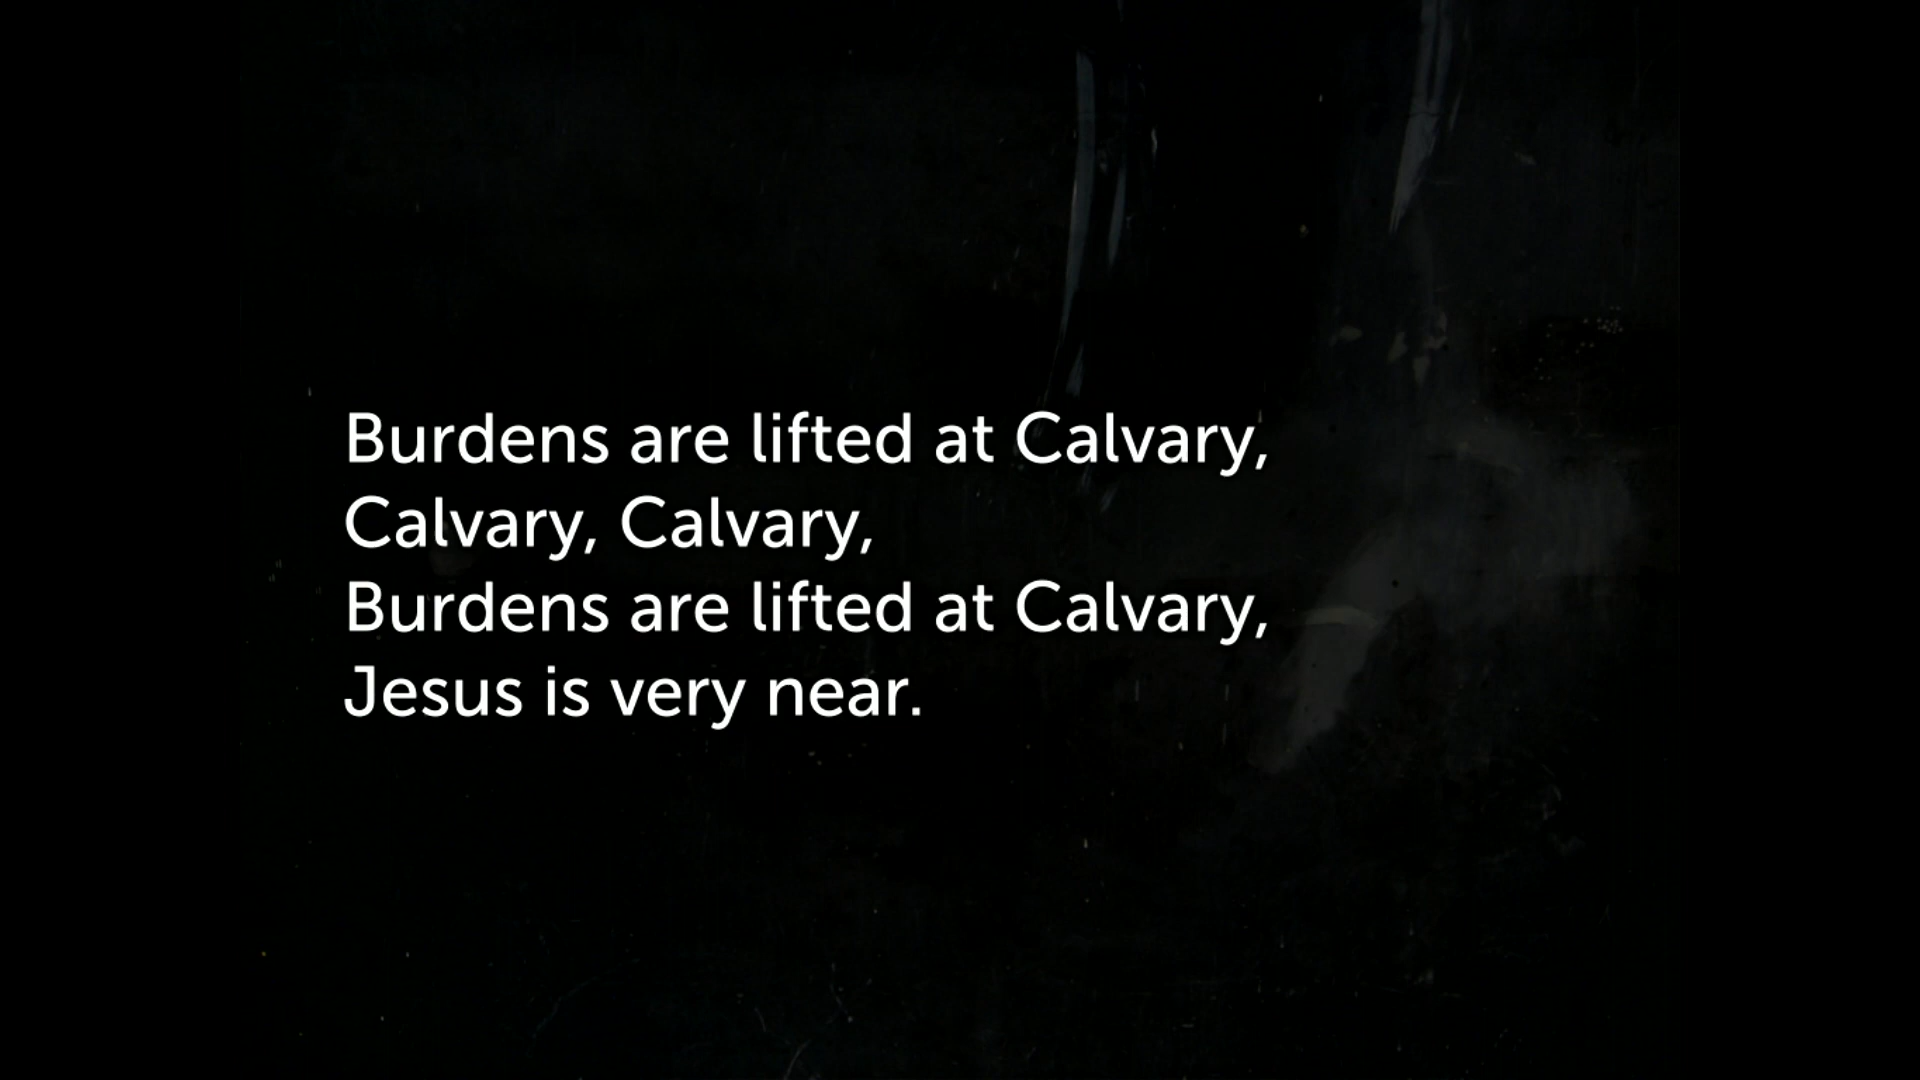 Burdens are lifted at Calvary,
Calvary, Calvary,
Burdens are lifted at Calvary,
Jesus is very near.